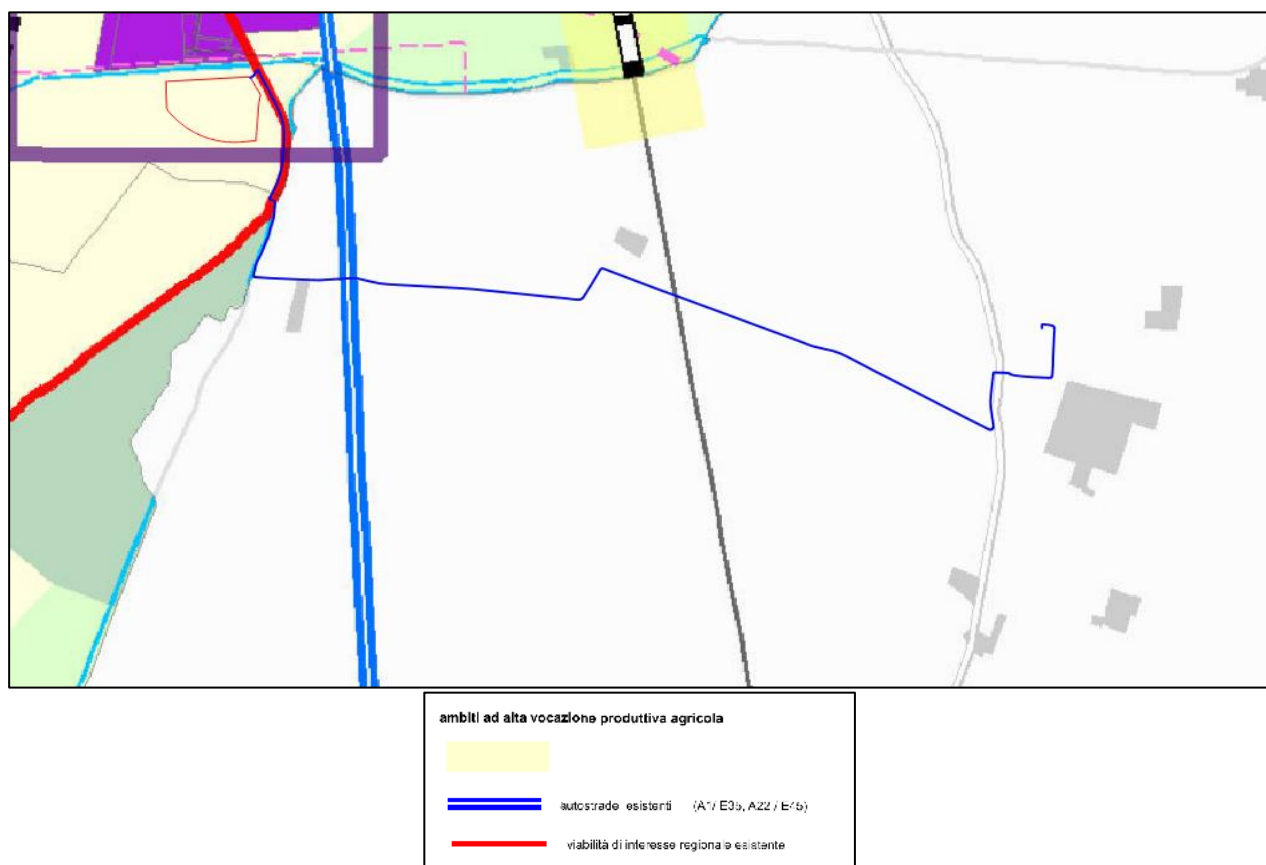 ambiti ad alta vocazione produttiva agricola
autostrade esistenti (A1/ E35, A22 / E45)
viabilità di interesse regionale esistente